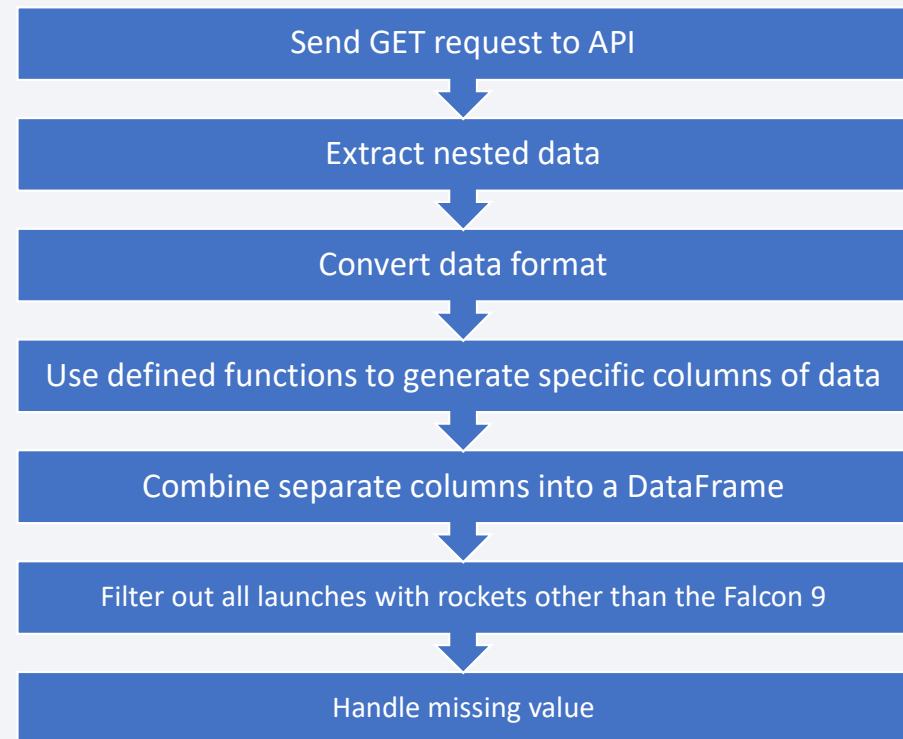 Send GET request to API
Extract nested data
Convert data format
Use defined functions to generate specific columns of data
Combine separate columns into a DataFrame
Filter out all launches with rockets other than the Falcon 9
Handle missing value